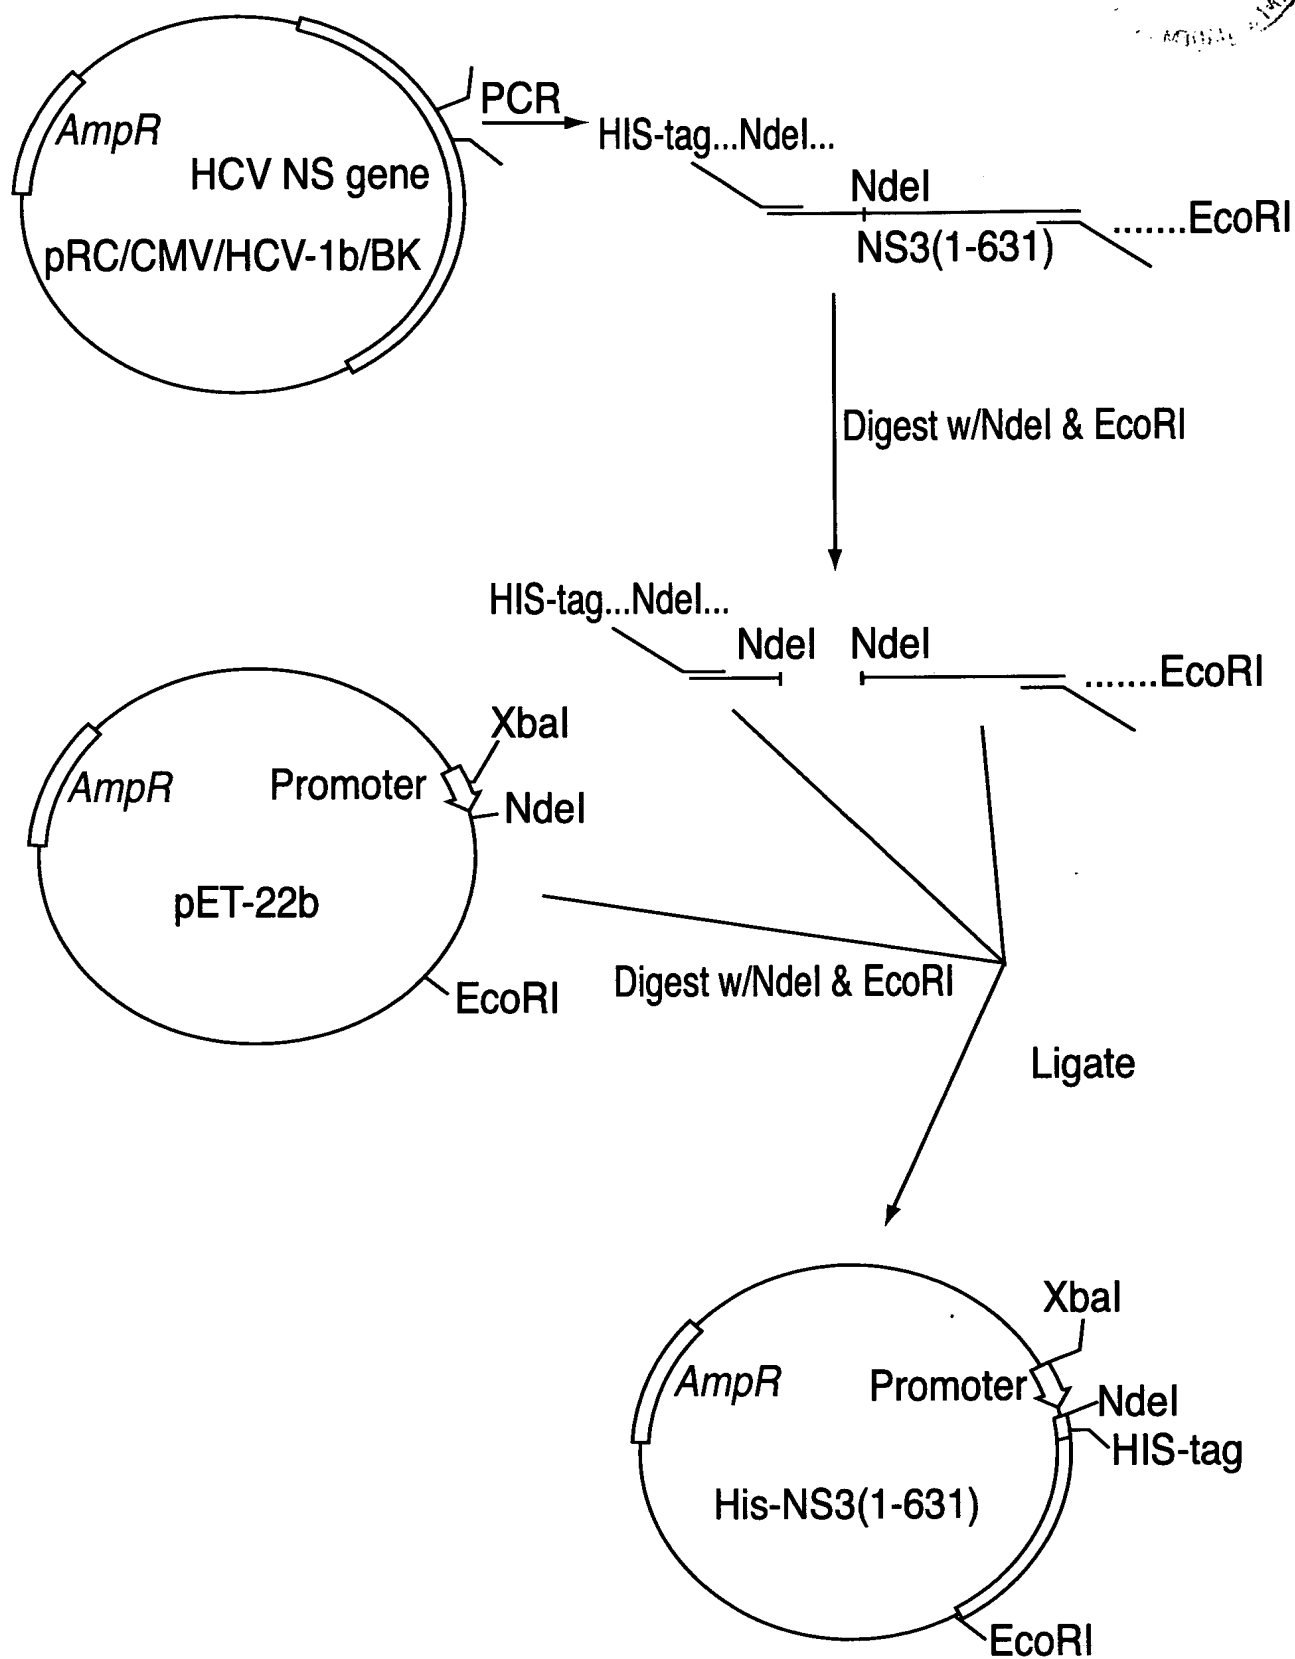 AmpR
HCV NS gene
pRC/CMV/HCV-1b/BK
PCR
HIS-tag...NdeI...
NdeI
NS3(1-631)
.......EcoRI
Digest w/NdeI & EcoRI
HIS-tag...NdeI...
NdeI
NdeI
.......EcoRI
XbaI
AmpR
Promoter
NdeI
pET-22b
EcoRI
Digest w/NdeI & EcoRI
Ligate
XbaI
AmpR
Promoter
NdeI
HIS-tag
His-NS3(1-631)
EcoRI